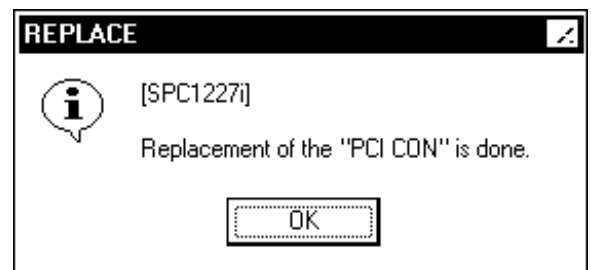 REPLACE
[SPC1227i]
Replacement of the "PCI CON" is done.
OK